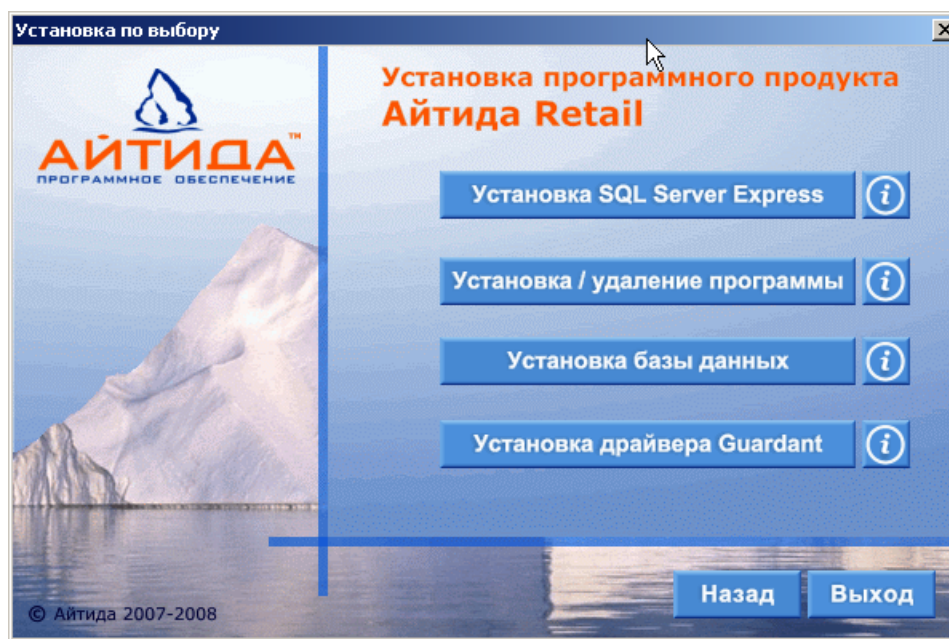 Установка по выбору
АЙТИДА™
ПРОГРАММНОЕ ОБЕСПЕЧЕНИЕ
Установка программного продукта
Айтида Retail
Установка SQL Server Express i
Установка / удаление программы i
Установка базы данных i
Установка драйвера Guardant i
Назад Выход
© Айтида 2007-2008